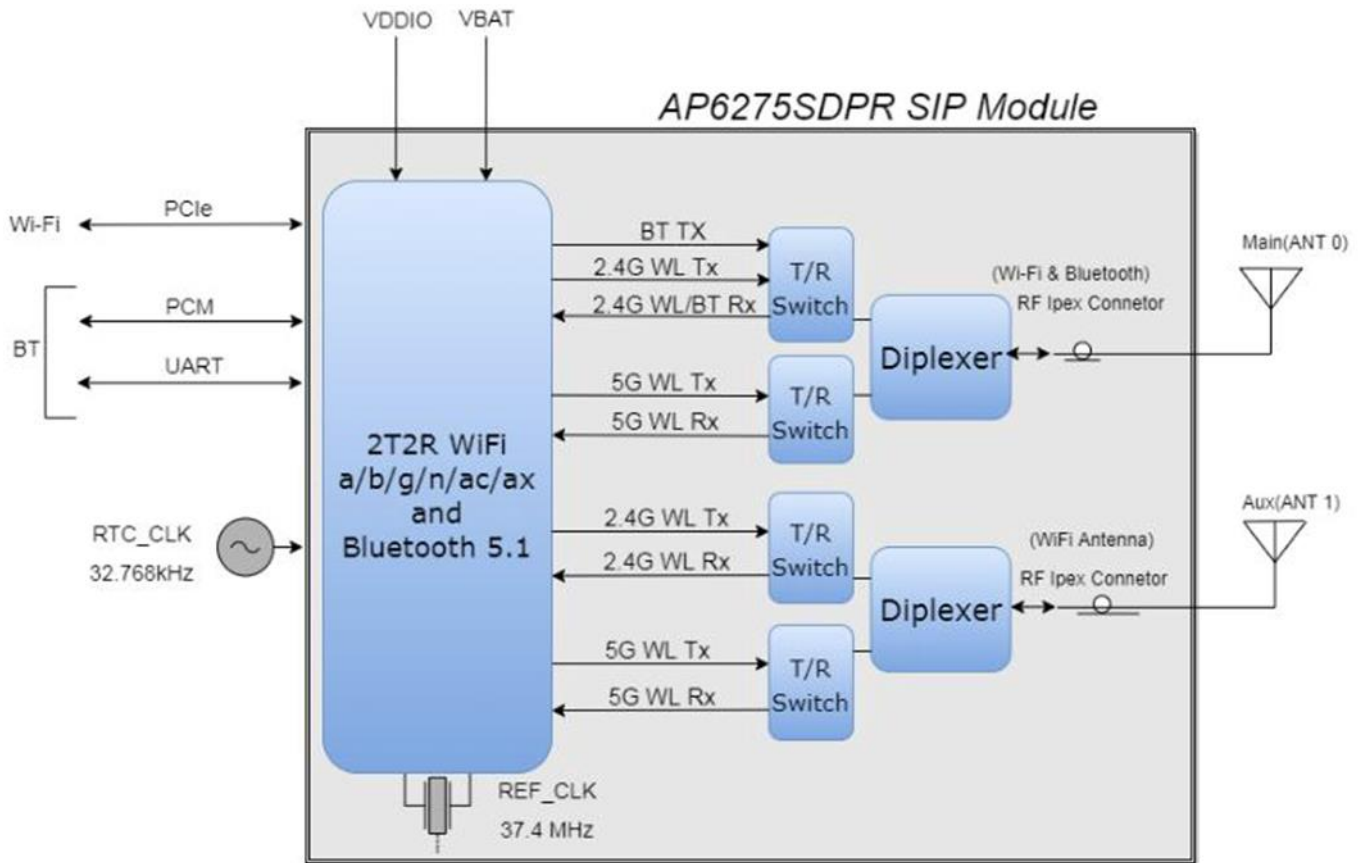 VDDIO
VBAT
AP6275SDPR SIP Module
Wi-Fi
PCIe
BT
PCM
UART
RTC_CLK
32.768kHz
2T2R WiFi
a/b/g/n/ac/ax
and
Bluetooth 5.1
REF_CLK
37.4 MHz
BT TX
2.4G WL Tx
2.4G WL/BT Rx
T/R
Switch
5G WL Tx
5G WL Rx
T/R
Switch
Diplexer
(Wi-Fi & Bluetooth)
RF Ipex Connetor
Main(ANT 0)
2.4G WL Tx
2.4G WL Rx
T/R
Switch
5G WL Tx
5G WL Rx
T/R
Switch
Diplexer
(WiFi Antenna)
RF Ipex Connetor
Aux(ANT 1)